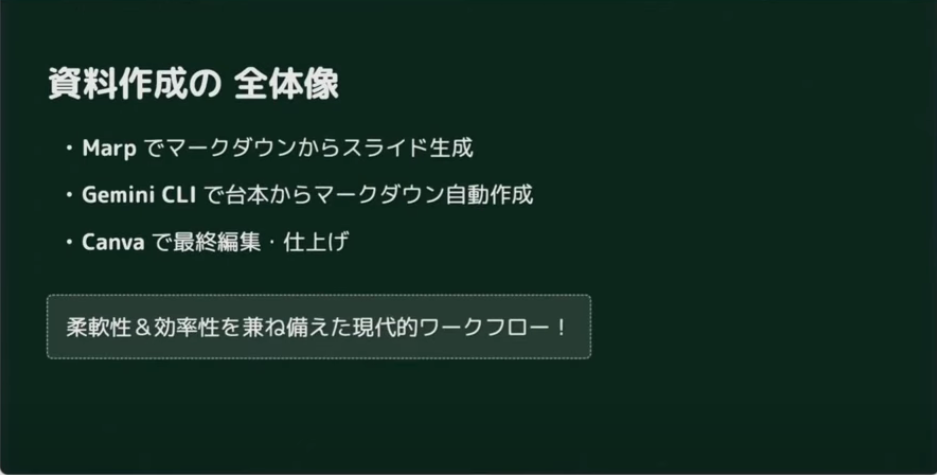 資料作成の 全体像
・Marp でマークダウンからスライド生成
・Gemini CLI で台本からマークダウン自動作成
・Canva で最終編集・仕上げ
柔軟性＆効率性を兼ね備えた現代的ワークフロー！